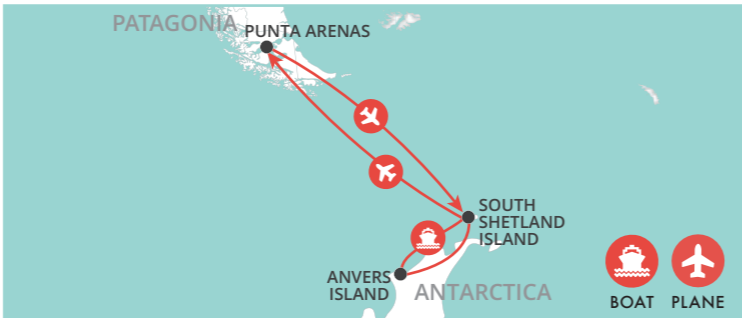 PATAGONIA
PUNTA ARENAS
SOUTH
SHETLAND
ISLAND
ANVERS
ISLAND
ANTARCTICA
BOAT
PLANE